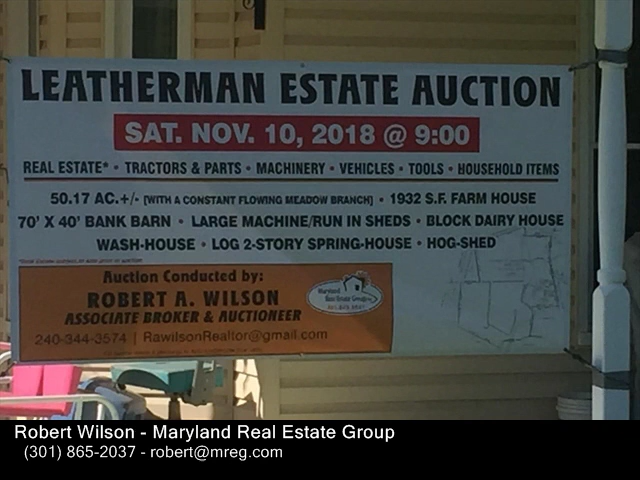 LEATHERMAN ESTATE AUCTION
SAT. NOV. 10, 2018 @ 9:00
REAL ESTATE* • TRACTORS & PARTS • MACHINERY • VEHICLES • TOOLS • HOUSEHOLD ITEMS
50.17 AC.+/- [WITH A CONSTANT FLOWING MEADOW BRANCH] • 1932 S.F. FARM HOUSE
70' X 40' BANK BARN • LARGE MACHINE/RUN IN SHEDS • BLOCK DAIRY HOUSE
WASH-HOUSE • LOG 2-STORY SPRING-HOUSE • HOG-SHED
Auction Conducted by:
ROBERT A. WILSON
ASSOCIATE BROKER & AUCTIONEER
240-344-3574 | RawilsonRealtor@gmail.com
Maryland
Real Estate Group
Robert Wilson - Maryland Real Estate Group
(301) 865-2037 - robert@mreg.com